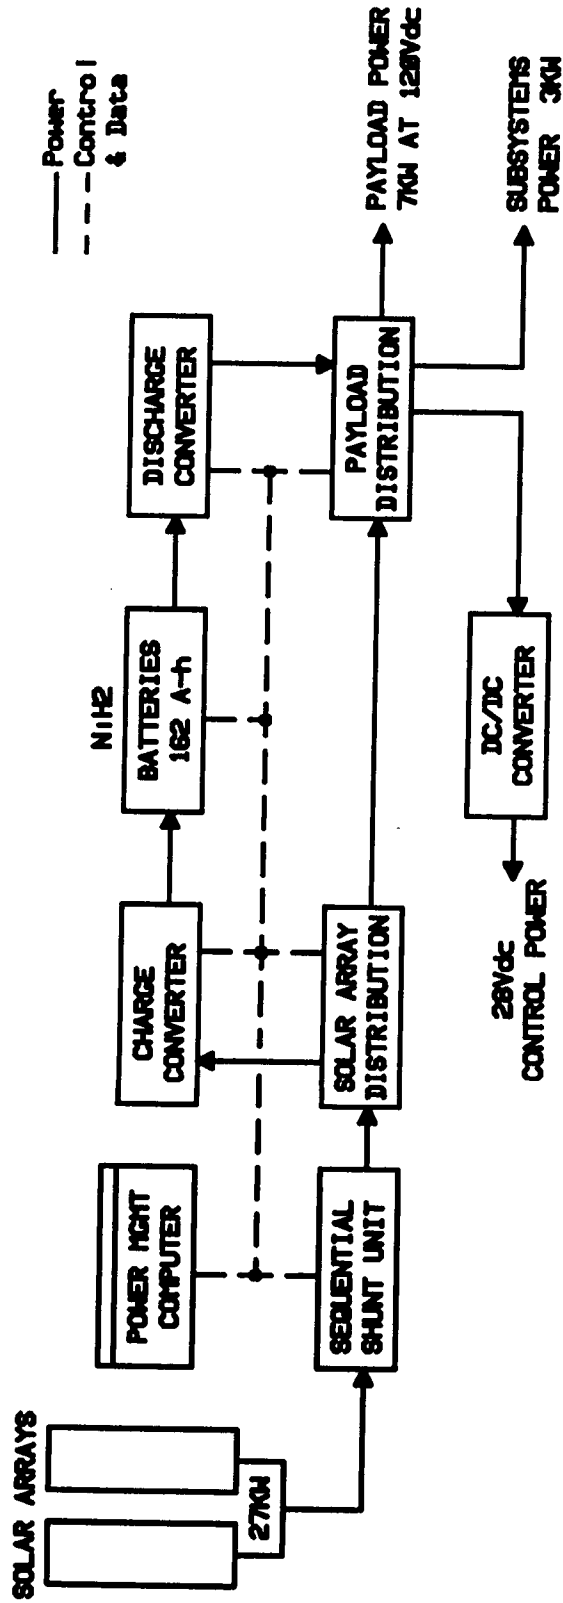 Power
Control
& Data
SOLAR ARRAYS
27KW
POWER MGMT
COMPUTER
SEQUENTIAL
SHUNT UNIT
CHARGE
CONVERTER
SOLAR ARRAY
DISTRIBUTION
NiH2
BATTERIES
162 A-h
DISCHARGE
CONVERTER
PAYLOAD
DISTRIBUTION
PAYLOAD POWER
7KW AT 120Vdc
SUBSYSTEMS
POWER 3KW
DC/DC
CONVERTER
28Vdc
CONTROL POWER